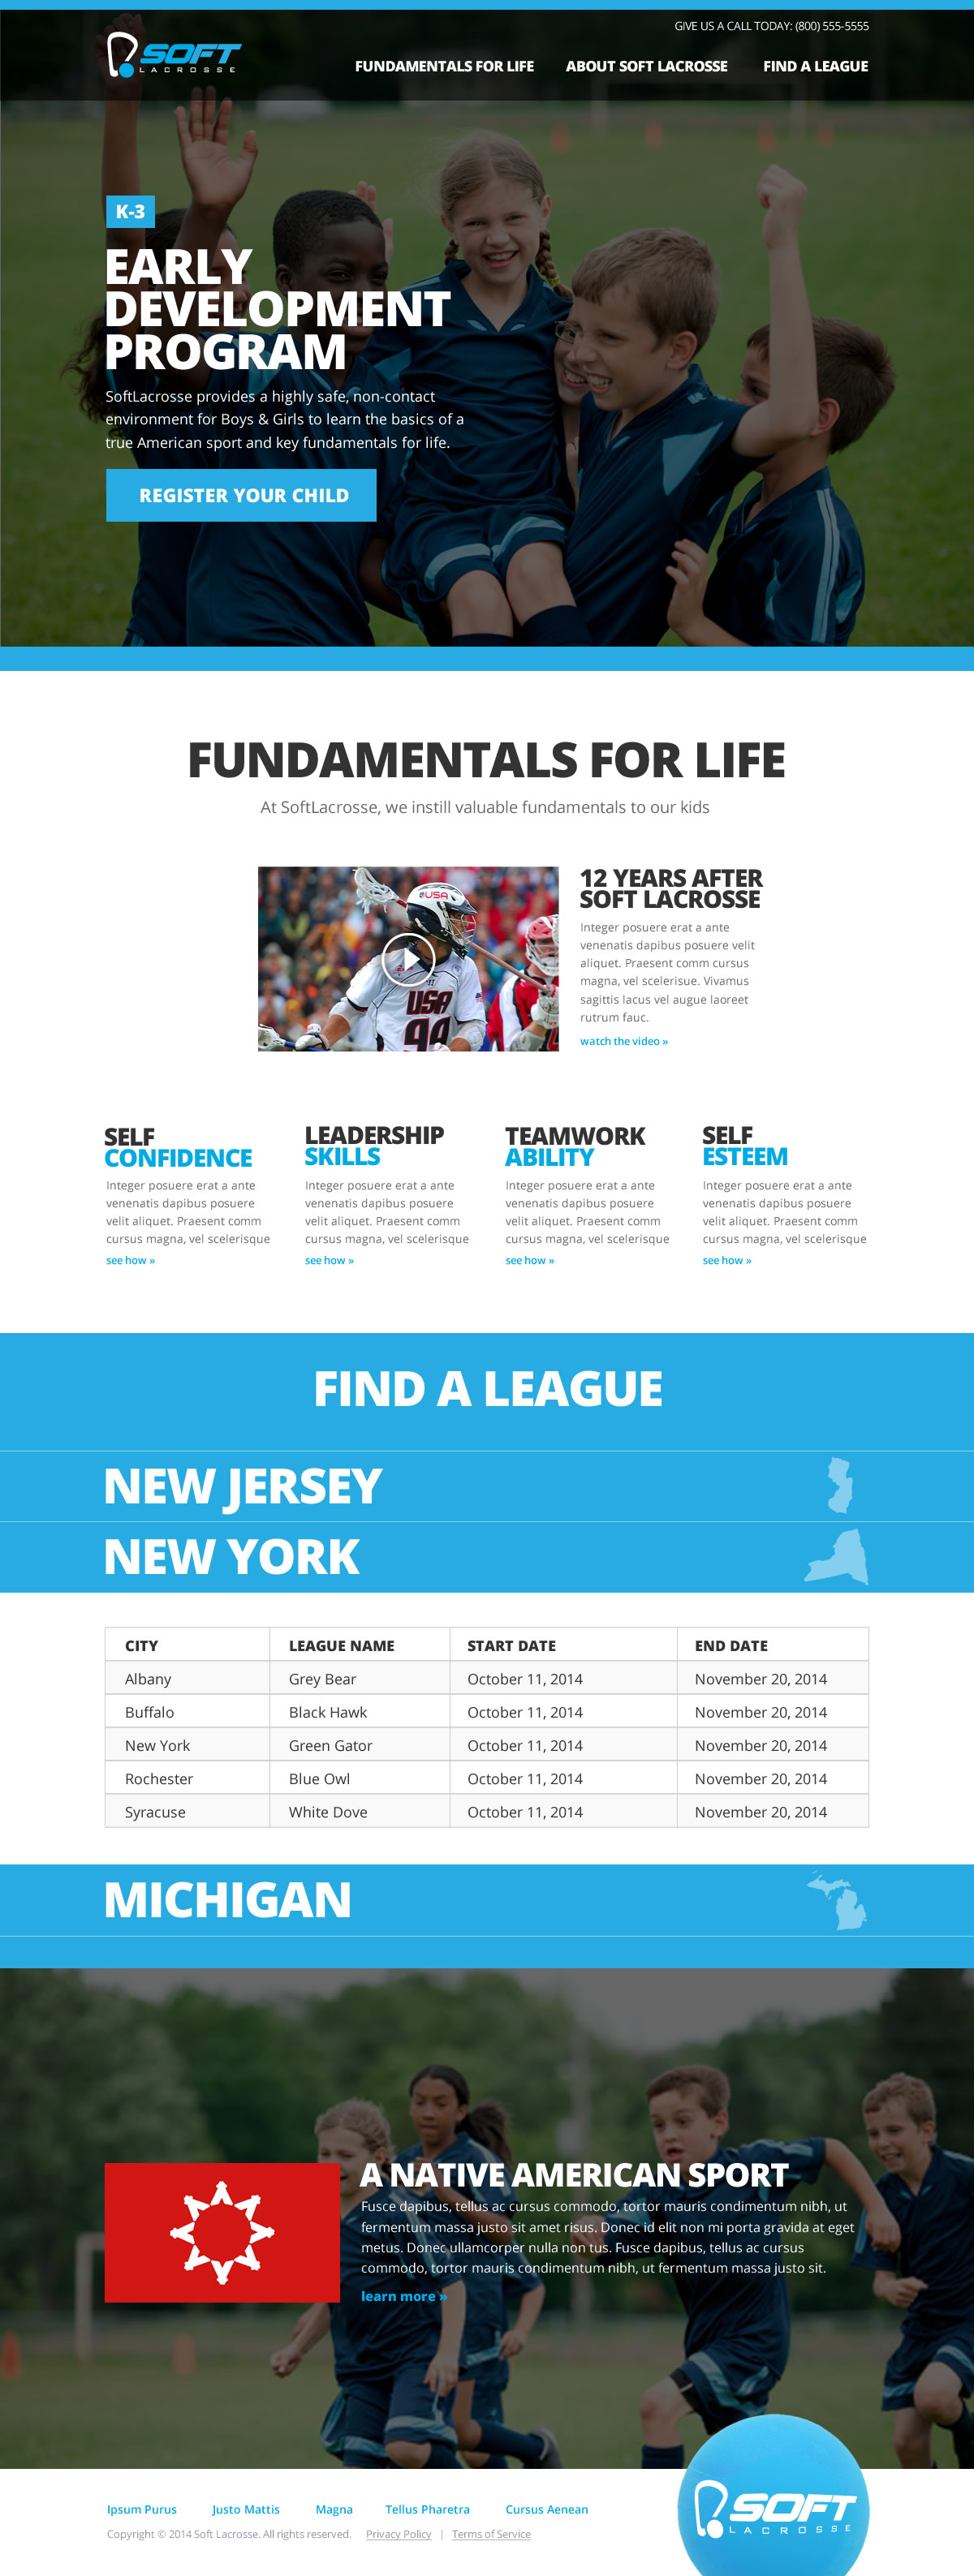 GIVE US A CALL TODAY: (800) 555-5555
SOFT
LACROSSE
FUNDAMENTALS FOR LIFE
ABOUT SOFT LACROSSE
FIND A LEAGUE
K-3
EARLY
DEVELOPMENT
PROGRAM
SoftLacrosse provides a highly safe, non-contact
environment for Boys & Girls to learn the basics of a
true American sport and key fundamentals for life.
REGISTER YOUR CHILD
FUNDAMENTALS FOR LIFE
At SoftLacrosse, we instill valuable fundamentals to our kids
USA
USA
99
12 YEARS AFTER
SOFT LACROSSE
Integer posuere erat a ante
venenatis dapibus posuere velit
aliquet. Praesent comm cursus
magna, vel scelerisue. Vivamus
sagittis lacus vel augue laoreet
rutrum fauc.
watch the video »
SELF
CONFIDENCE
Integer posuere erat a ante
venenatis dapibus posuere
velit aliquet. Praesent comm
cursus magna, vel scelerisque
see how »
LEADERSHIP
SKILLS
Integer posuere erat a ante
venenatis dapibus posuere
velit aliquet. Praesent comm
cursus magna, vel scelerisque
see how »
TEAMWORK
ABILITY
Integer posuere erat a ante
venenatis dapibus posuere
velit aliquet. Praesent comm
cursus magna, vel scelerisque
see how »
SELF
ESTEEM
Integer posuere erat a ante
venenatis dapibus posuere
velit aliquet. Praesent comm
cursus magna, vel scelerisque
see how »
FIND A LEAGUE
NEW JERSEY
NEW YORK
CITY LEAGUE NAME START DATE END DATE
Albany Grey Bear October 11, 2014 November 20, 2014
Buffalo Black Hawk October 11, 2014 November 20, 2014
New York Green Gator October 11, 2014 November 20, 2014
Rochester Blue Owl October 11, 2014 November 20, 2014
Syracuse White Dove October 11, 2014 November 20, 2014
MICHIGAN
A NATIVE AMERICAN SPORT
Fusce dapibus, tellus ac cursus commodo, tortor mauris condimentum nibh, ut
fermentum massa justo sit amet risus. Donec id elit non mi porta gravida at eget
metus. Donec ullamcorper nulla non tus. Fusce dapibus, tellus ac cursus
commodo, tortor mauris condimentum nibh, ut fermentum massa justo sit.
learn more »
Ipsum Purus Justo Mattis Magna Tellus Pharetra Cursus Aenean
Copyright © 2014 Soft Lacrosse. All rights reserved. Privacy Policy | Terms of Service
SOFT
LACROSSE